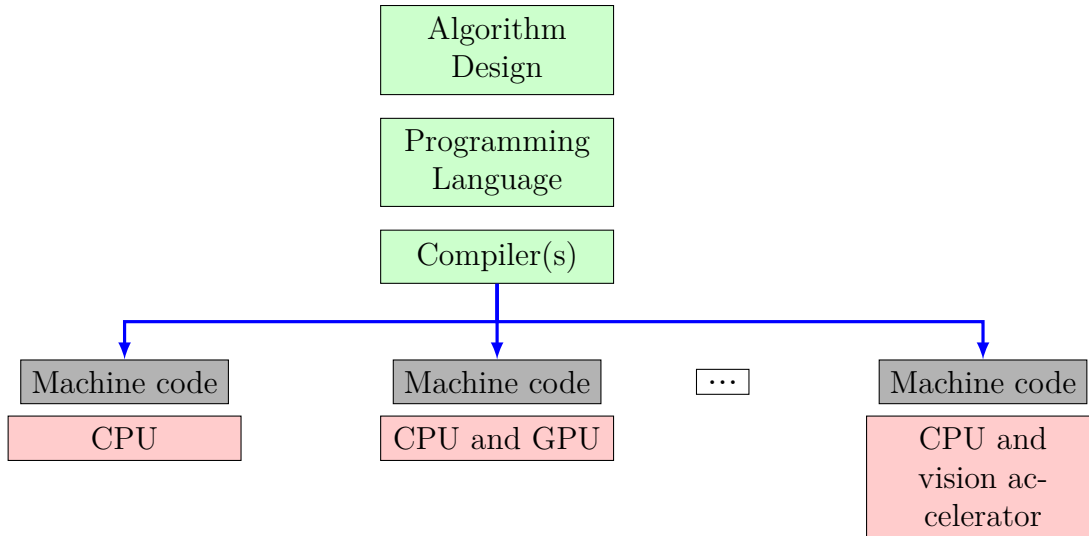 Algorithm
Design
Programming
Language
Compiler(s)
Machine code
Machine code
...
Machine code
CPU
CPU and GPU
CPU and
vision ac-
celerator